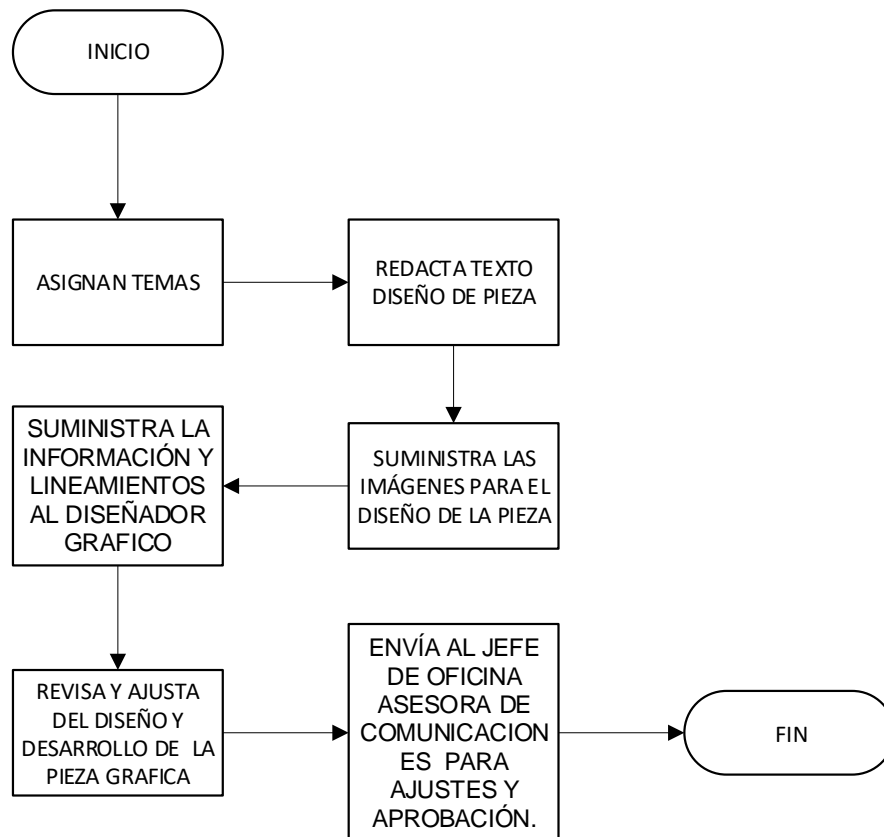 INICIO
ASIGNAN TEMAS
REDACTA TEXTO
DISEÑO DE PIEZA
SUMINISTRA LAS
IMÁGENES PARA EL
DISEÑO DE LA PIEZA
SUMINISTRA LA
INFORMACIÓN Y
LINEAMIENTOS
AL DISEÑADOR
GRAFICO
REVISA Y AJUSTA
DEL DISEÑO Y
DESARROLLO DE LA
PIEZA GRAFICA
ENVÍA AL JEFE
DE OFICINA
ASESORA DE
COMUNICACION
ES PARA
AJUSTES Y
APROBACIÓN.
FIN